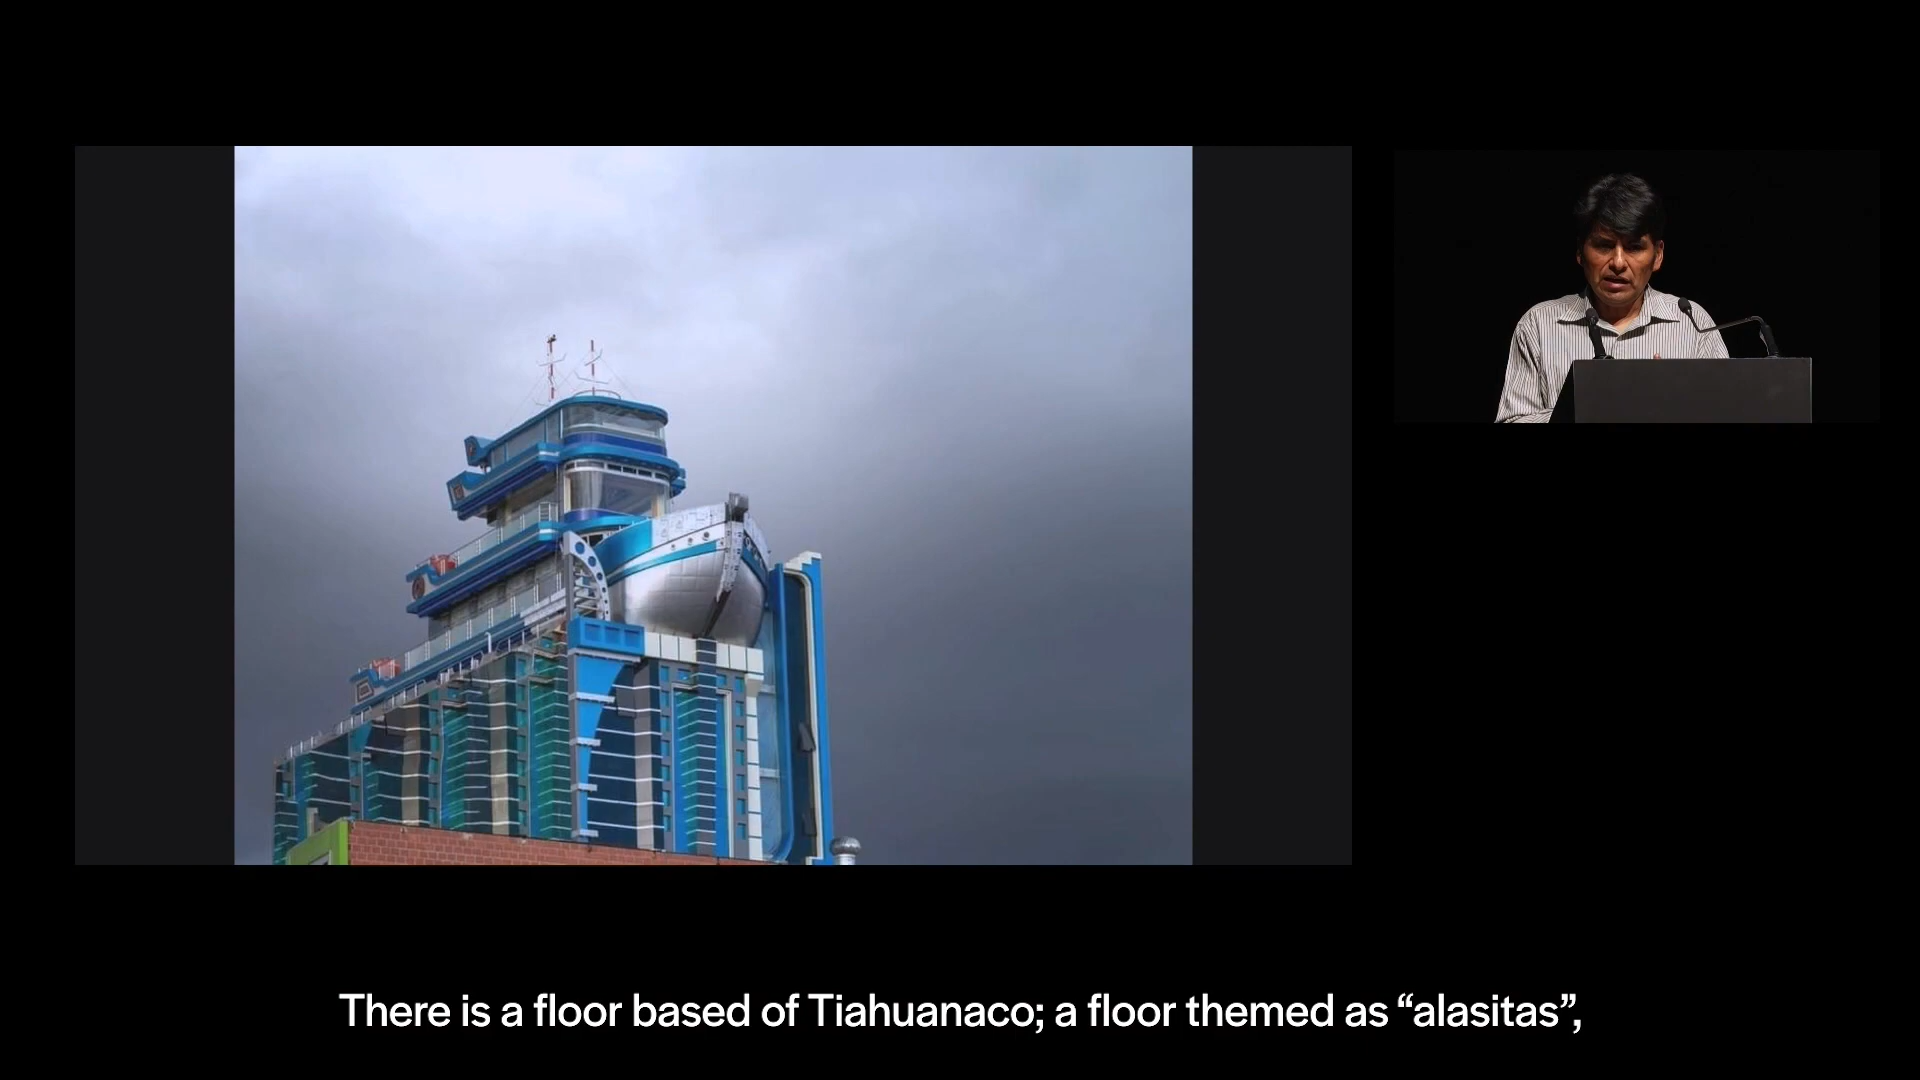 There is a floor based of Tiahuanaco; a floor themed as “alasitas”,